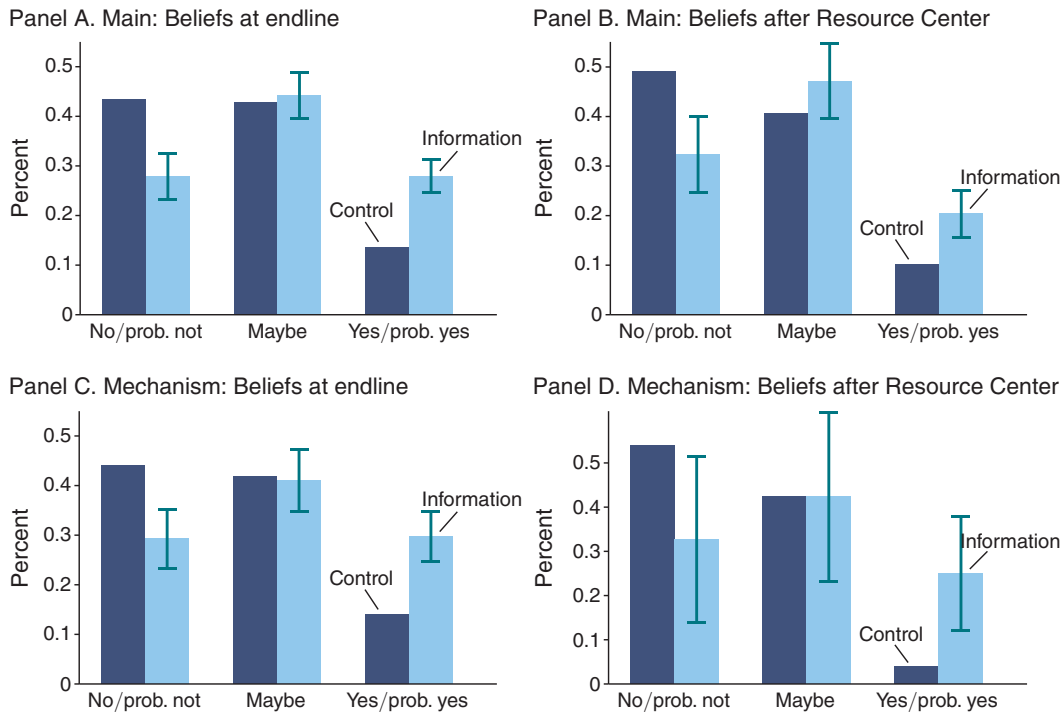 Panel A. Main: Beliefs at endline
Percent
0.5
0.4
0.3
0.2
0.1
0
Information
Control
No/prob. not
Maybe
Yes/prob. yes
Panel B. Main: Beliefs after Resource Center
Percent
0.5
0.4
0.3
0.2
0.1
0
Information
Control
No/prob. not
Maybe
Yes/prob. yes
Panel C. Mechanism: Beliefs at endline
Percent
0.5
0.4
0.3
0.2
0.1
0
Information
Control
No/prob. not
Maybe
Yes/prob. yes
Panel D. Mechanism: Beliefs after Resource Center
Percent
0.5
0.4
0.3
0.2
0.1
0
Information
Control
No/prob. not
Maybe
Yes/prob. yes